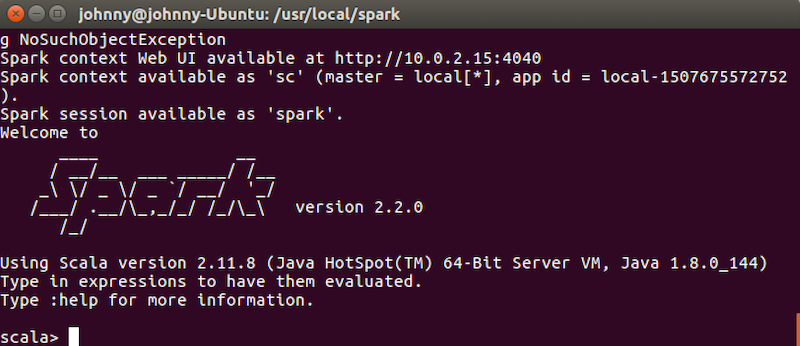 johnny@johnny-Ubuntu: /usr/local/spark
g NoSuchObjectException
Spark context Web UI available at http://10.0.2.15:4040
Spark context available as 'sc' (master = local[*], app id = local-1507675572752
).
Spark session available as 'spark'.
Welcome to
      ____              __
     / __/__  ___ _____/ /__
    _\ \/ _ \/ _ `/ __/  '_/
   /___/ .__/\_,_/_/ /_/\_\   version 2.2.0
      /_/
Using Scala version 2.11.8 (Java HotSpot(TM) 64-Bit Server VM, Java 1.8.0_144)
Type in expressions to have them evaluated.
Type :help for more information.
scala>